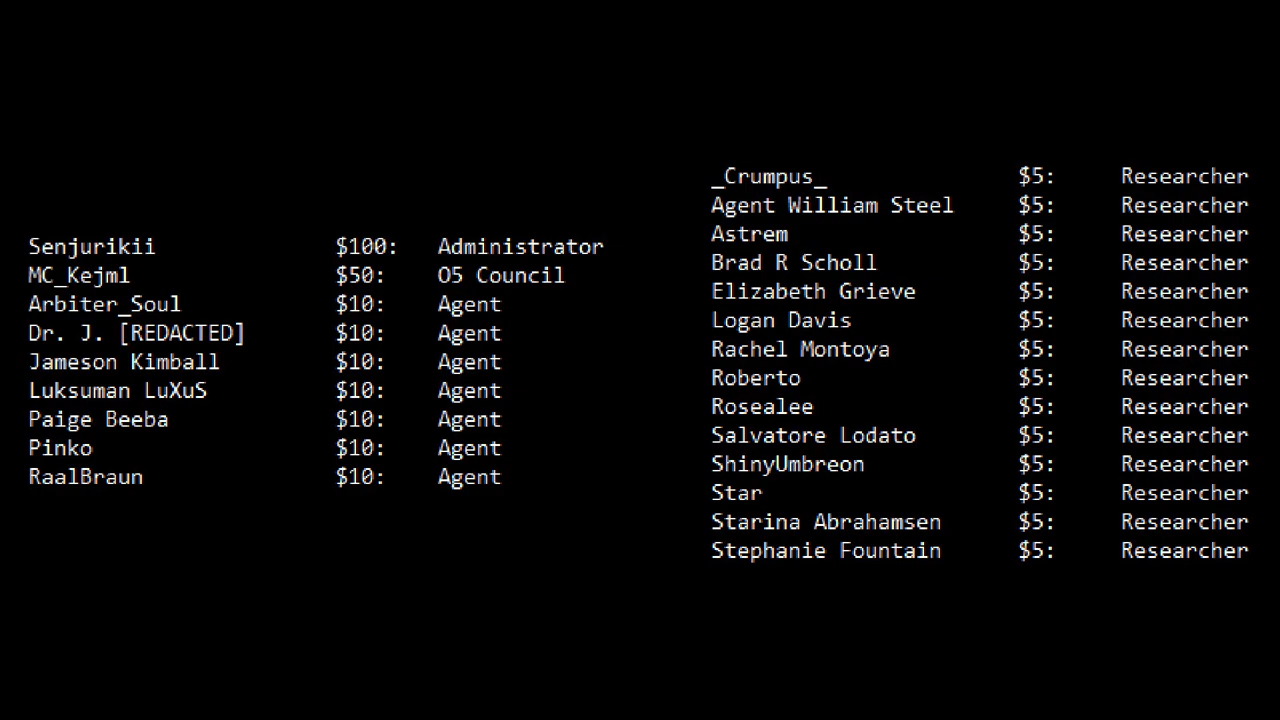 Senjurikii $100: Administrator
MC_Kejml $50: O5 Council
Arbiter_Soul $10: Agent
Dr. J. [REDACTED] $10: Agent
Jameson Kimball $10: Agent
Luksuman LuXuS $10: Agent
Paige Beeba $10: Agent
Pinko $10: Agent
RaalBraun $10: Agent
_Crumpus_ $5: Researcher
Agent William Steel $5: Researcher
Astrem $5: Researcher
Brad R Scholl $5: Researcher
Elizabeth Grieve $5: Researcher
Logan Davis $5: Researcher
Rachel Montoya $5: Researcher
Roberto $5: Researcher
Rosealee $5: Researcher
Salvatore Lodato $5: Researcher
ShinyUmbreon $5: Researcher
Star $5: Researcher
Starina Abrahamsen $5: Researcher
Stephanie Fountain $5: Researcher